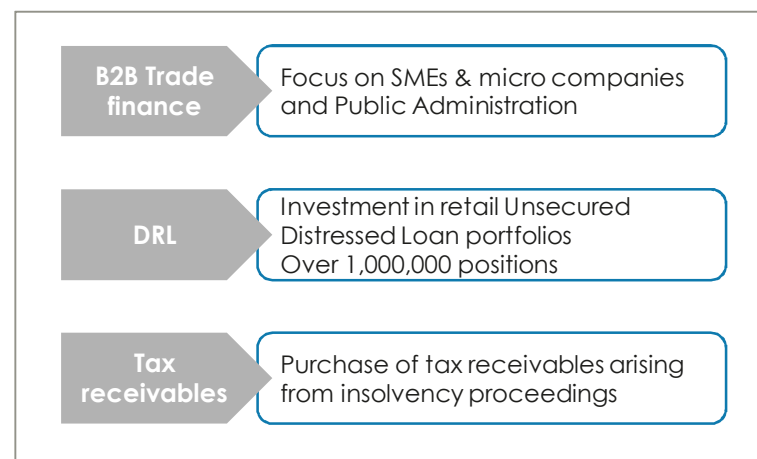 B2B Trade
finance
Focus on SMEs & micro companies
and Public Administration
DRL
Investment in retail Unsecured
Distressed Loan portfolios
Over 1,000,000 positions
Tax
receivables
Purchase of tax receivables arising
from insolvency proceedings